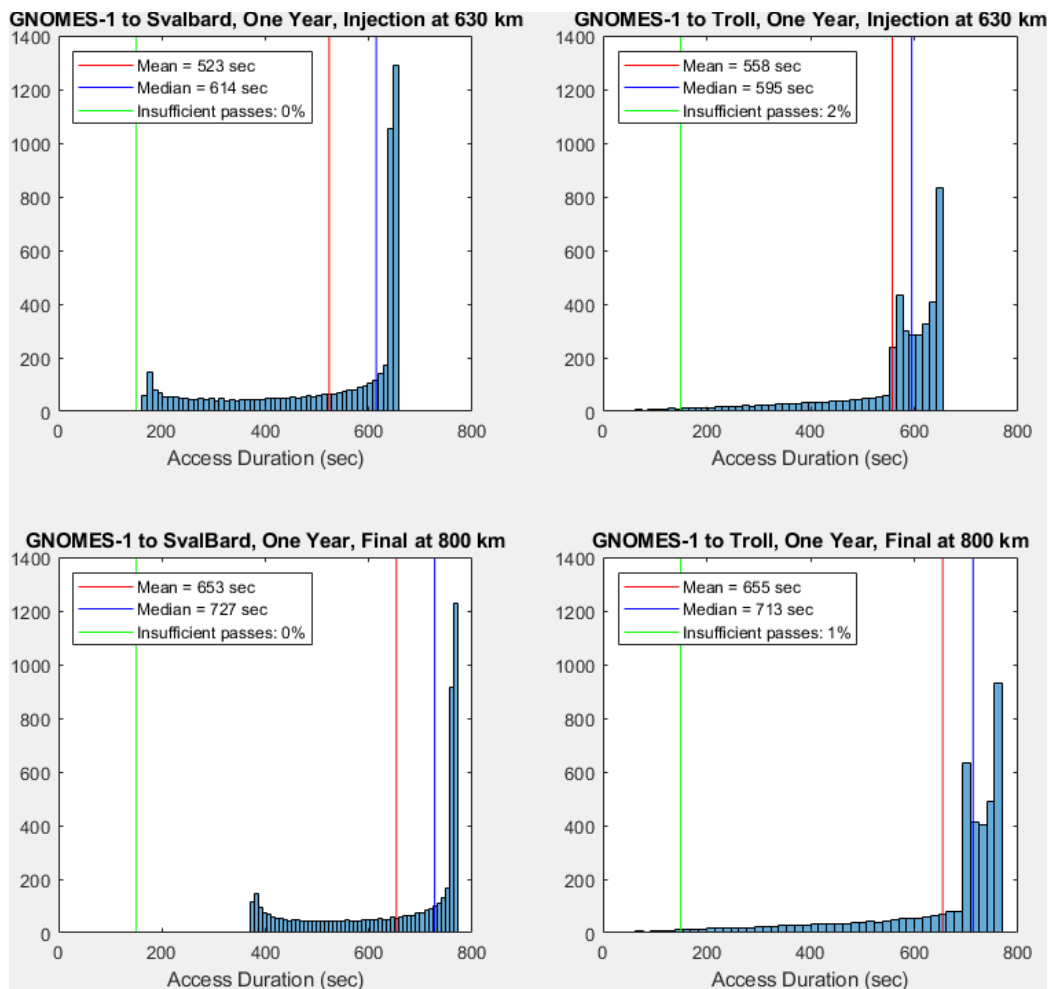 GNOMES-1 to Svalbard, One Year, Injection at 630 km
1400
1200
1000
800
600
400
200
0
Mean = 523 sec
Median = 614 sec
Insufficient passes: 0%
0 200 400 600 800
Access Duration (sec)
GNOMES-1 to Troll, One Year, Injection at 630 km
1400
1200
1000
800
600
400
200
0
Mean = 558 sec
Median = 595 sec
Insufficient passes: 2%
0 200 400 600 800
Access Duration (sec)
GNOMES-1 to SvalBard, One Year, Final at 800 km
1400
1200
1000
800
600
400
200
0
Mean = 653 sec
Median = 727 sec
Insufficient passes: 0%
0 200 400 600 800
Access Duration (sec)
GNOMES-1 to Troll, One Year, Final at 800 km
1400
1200
1000
800
600
400
200
0
Mean = 655 sec
Median = 713 sec
Insufficient passes: 1%
0 200 400 600 800
Access Duration (sec)